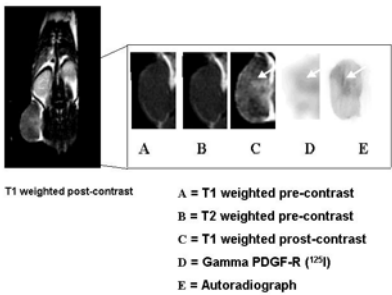 A B C D E
T1 weighted post-contrast
A = T1 weighted pre-contrast
B = T2 weighted pre-contrast
C = T1 weighted prost-contrast
D = Gamma PDGF-R (¹²⁵I)
E = Autoradiograph